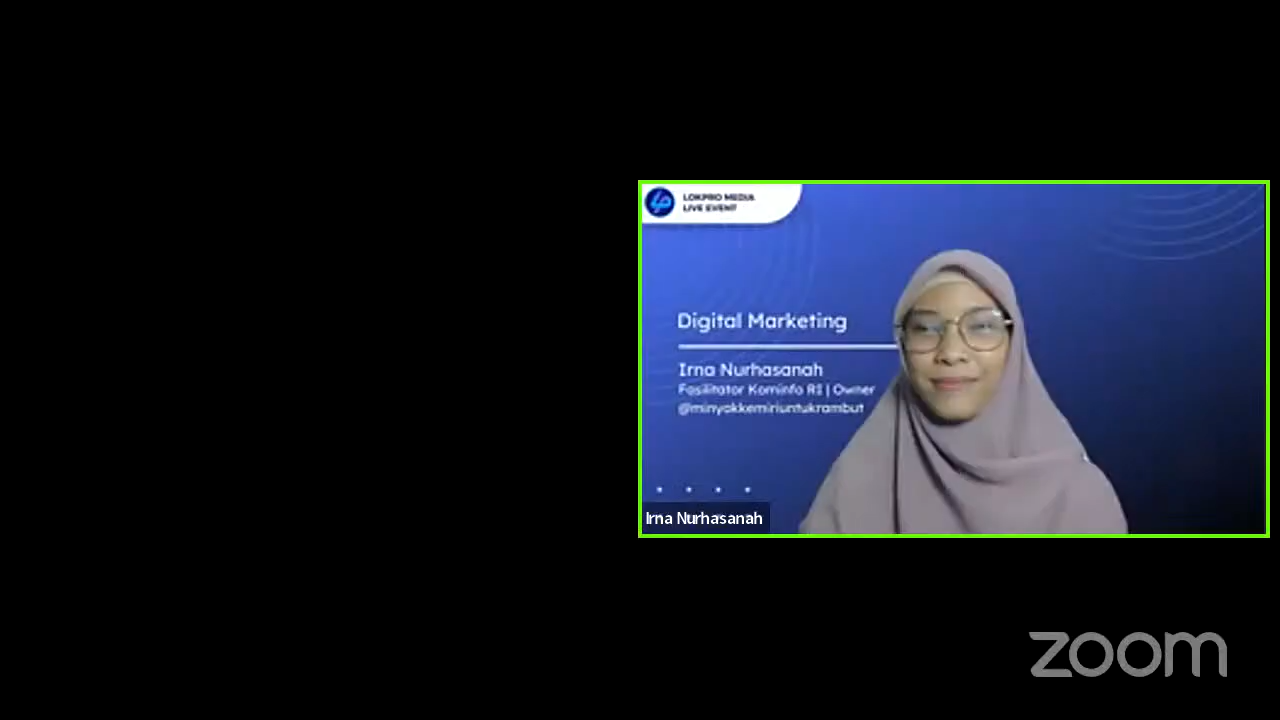 LOKPRO MEDIA
LIVE EVENT
Digital Marketing
Irna Nurhasanah
Fasilitator Kominfo RI | Owner
@minyakkemiriuntukrambut
Irna Nurhasanah
zoom